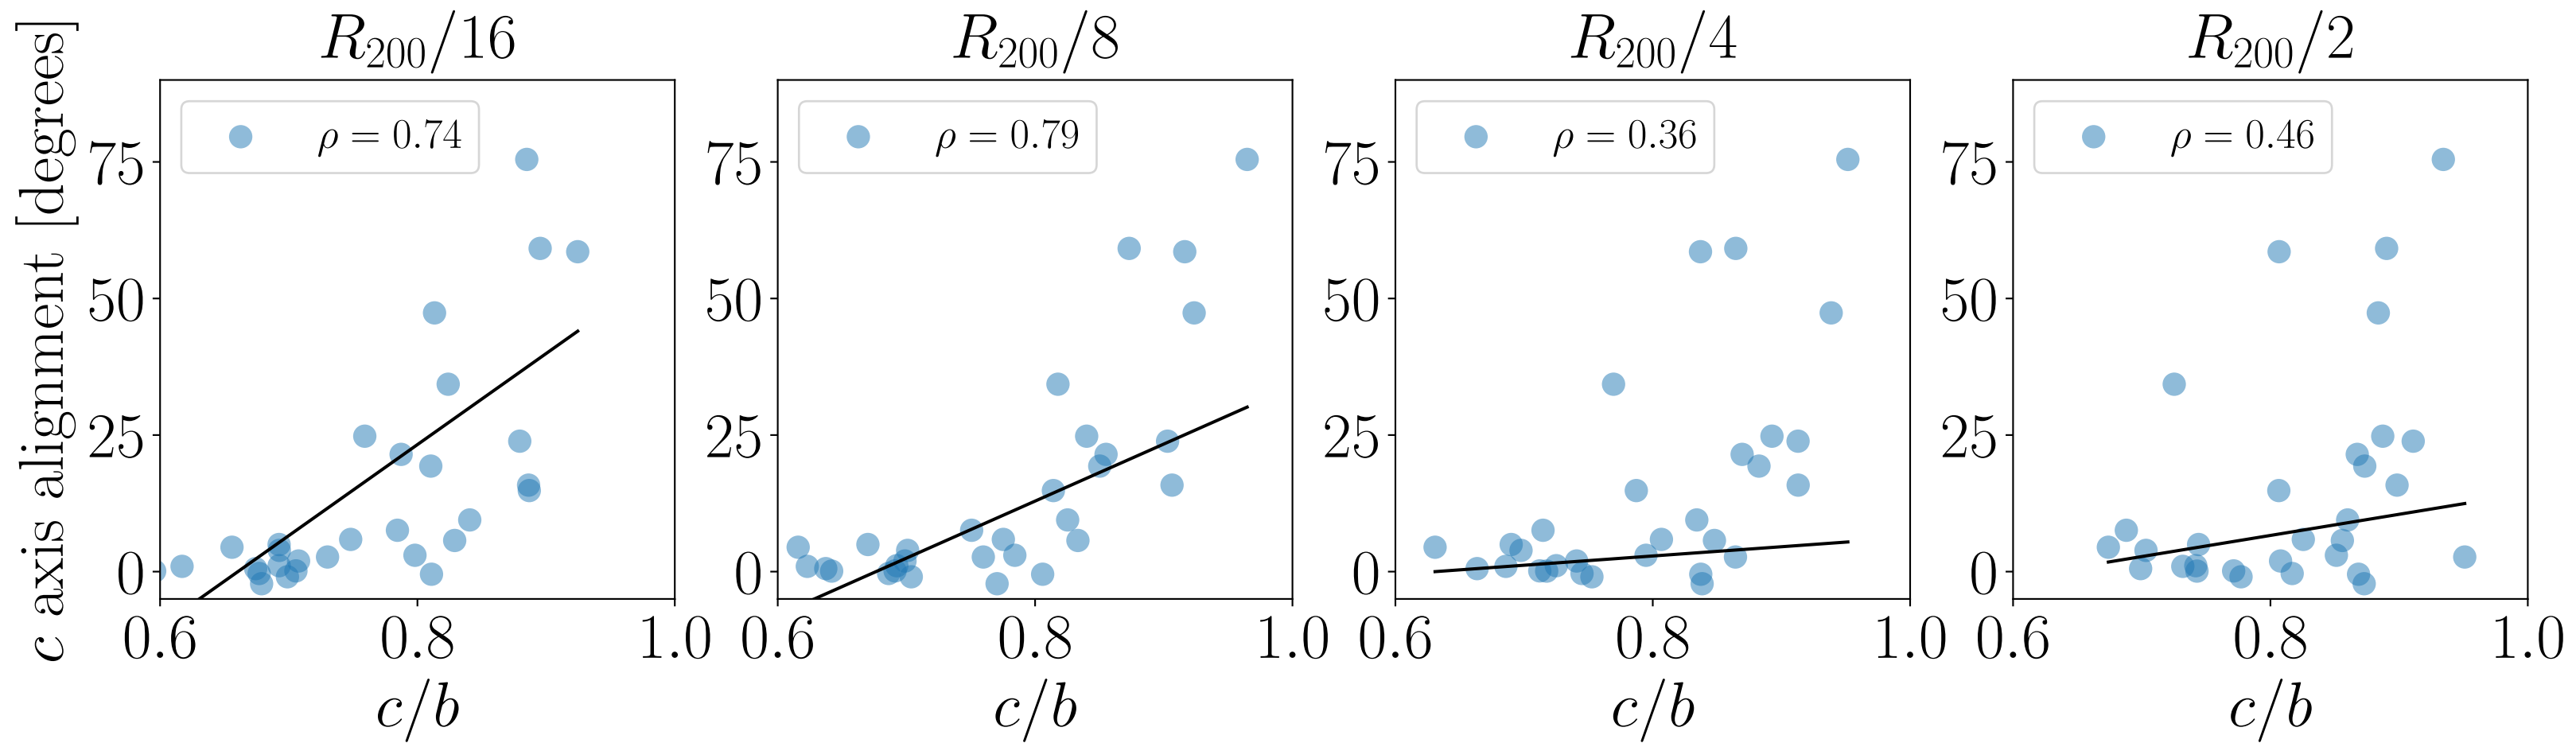 R200/16 R200/8 R200/4 R200/2
c axis alignment [degrees]
ρ = 0.74 ρ = 0.79 ρ = 0.36 ρ = 0.46
75 75 75 75
50 50 50 50
25 25 25 25
0 0 0 0
0.6 0.8 1.0 0.6 0.8 1.0 0.6 0.8 1.0 0.6 0.8 1.0
c/b c/b c/b c/b